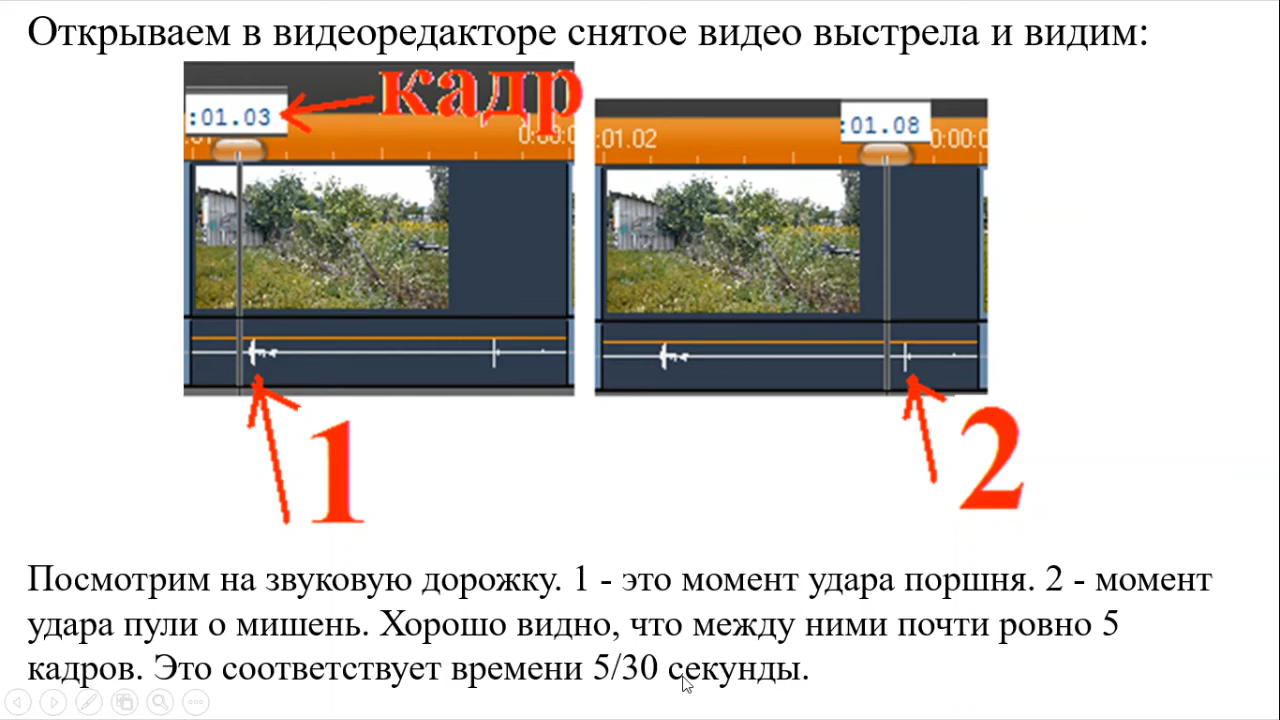 Открываем в видеоредакторе снятое видео выстрела и видим:
кадр
:01.03
:01.08
:01.02
1
2
Посмотрим на звуковую дорожку. 1 - это момент удара поршня. 2 - момент
удара пули о мишень. Хорошо видно, что между ними почти ровно 5
кадров. Это соответствует времени 5/30 секунды.